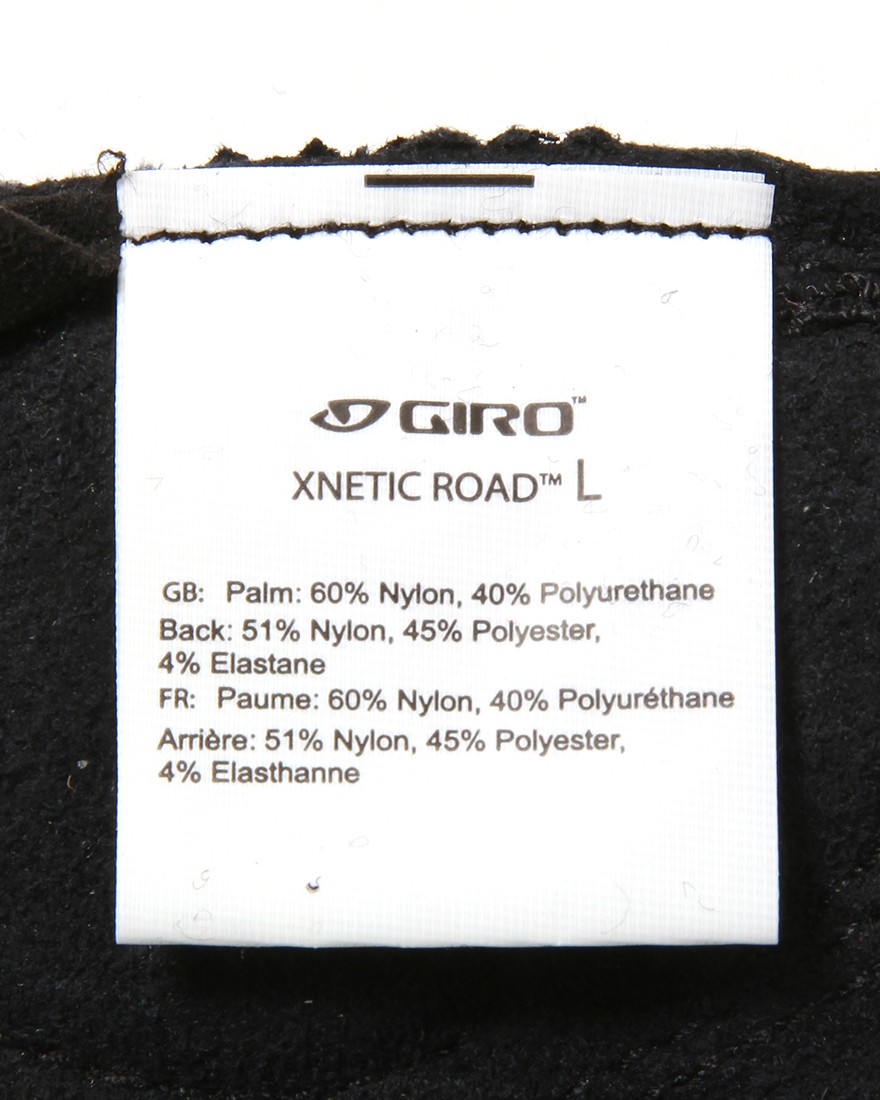 GIRO™
XNETIC ROAD™ L
GB: Palm: 60% Nylon, 40% Polyurethane
Back: 51% Nylon, 45% Polyester,
4% Elastane
FR: Paume: 60% Nylon, 40% Polyuréthane
Arrière: 51% Nylon, 45% Polyester,
4% Elasthanne